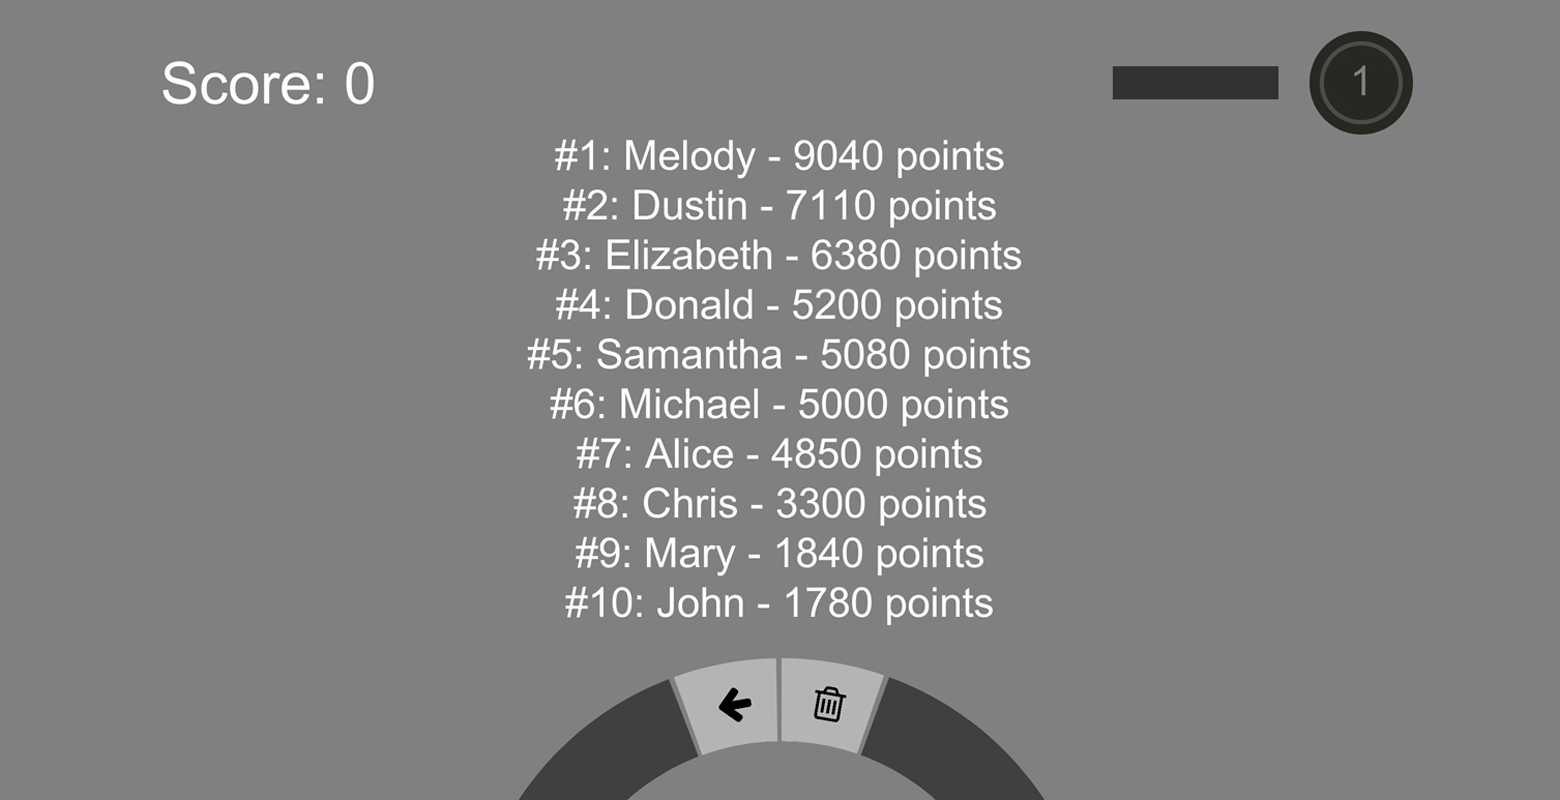 Score: 0
1
#1: Melody - 9040 points
#2: Dustin - 7110 points
#3: Elizabeth - 6380 points
#4: Donald - 5200 points
#5: Samantha - 5080 points
#6: Michael - 5000 points
#7: Alice - 4850 points
#8: Chris - 3300 points
#9: Mary - 1840 points
#10: John - 1780 points